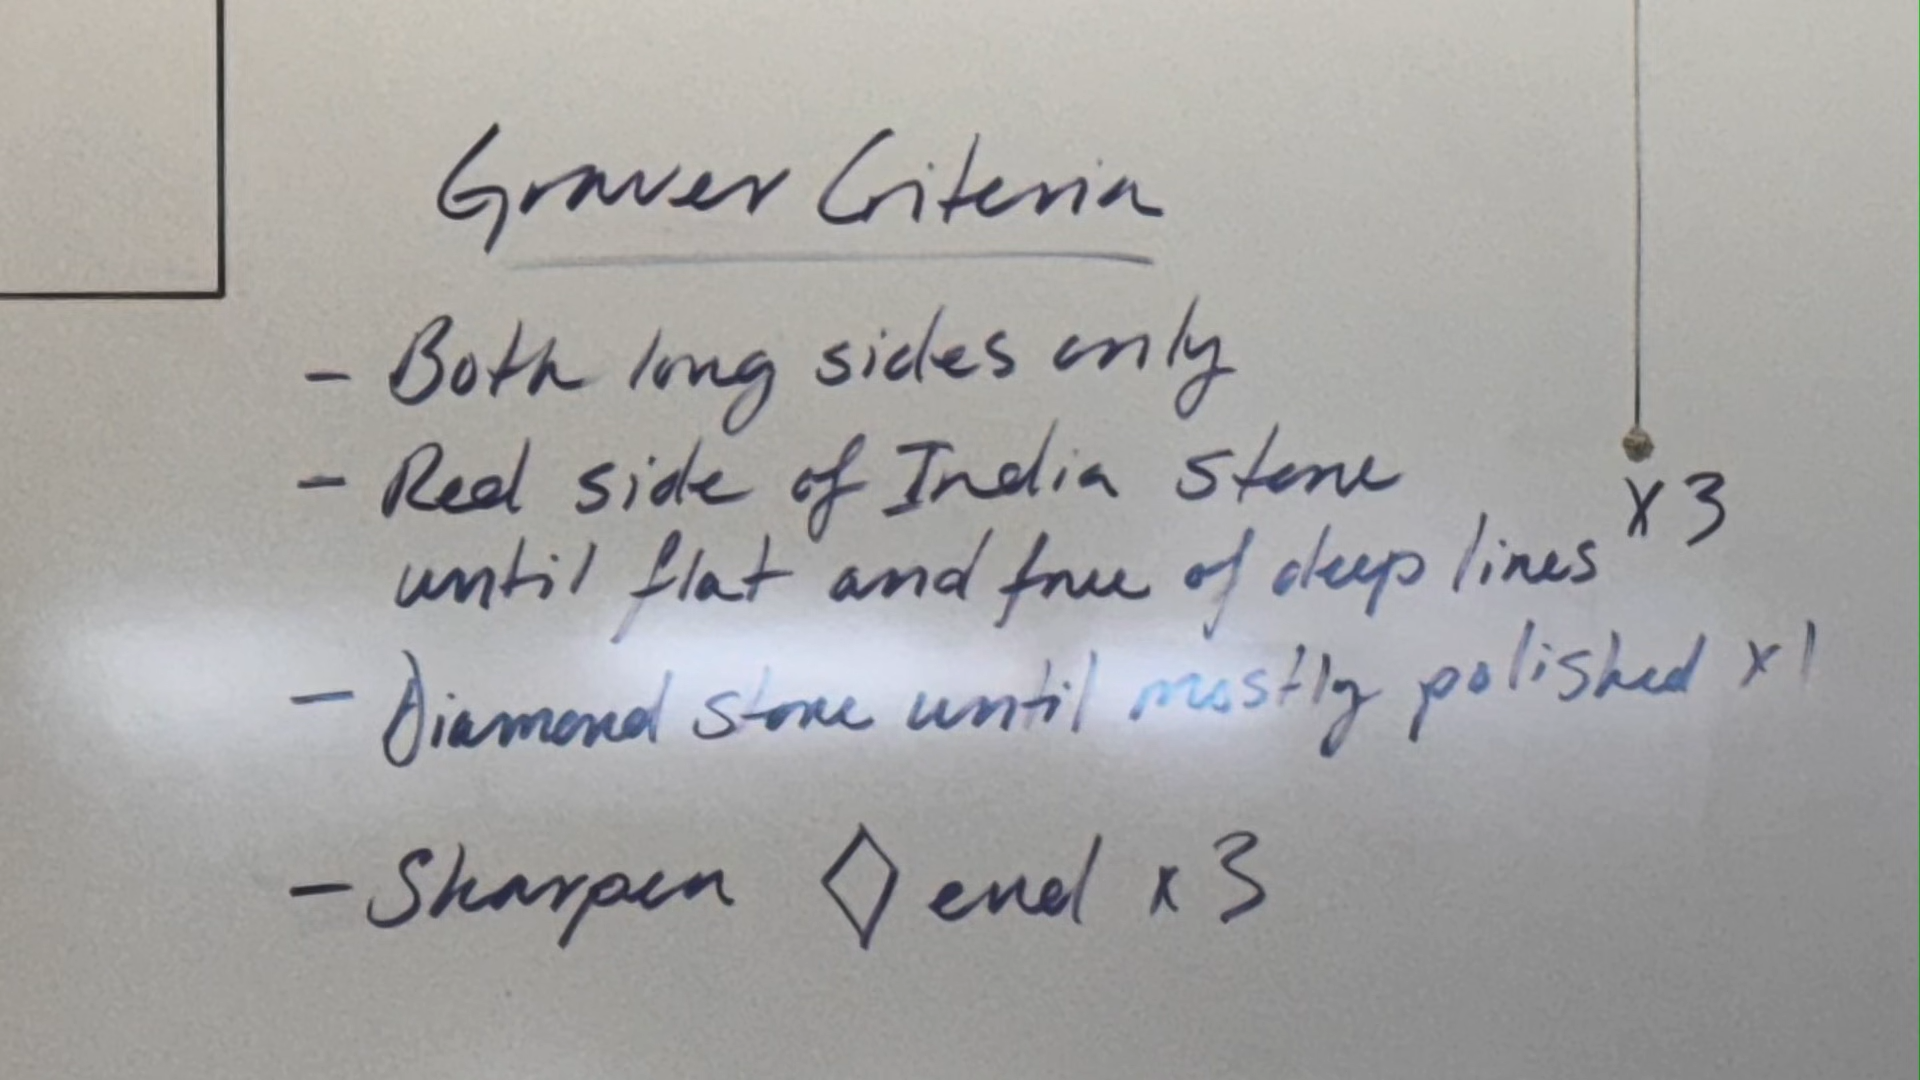 Graver Criteria
- Both long sides only
- Red side of India stone
until flat and free of deep lines x3
- Diamond stone until mostly polished x1
- Sharpen ◊ end x3